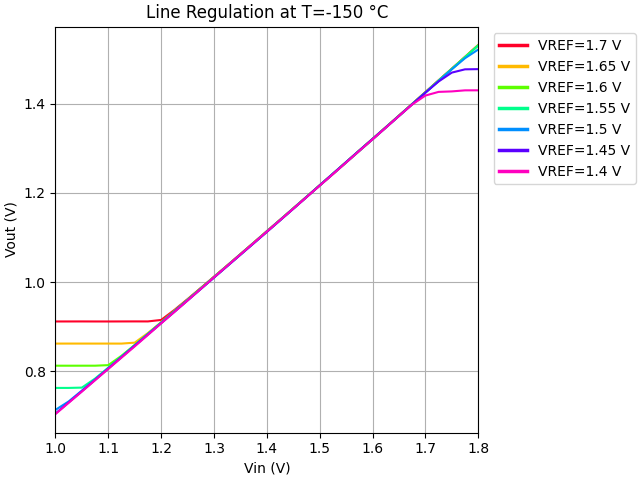 Line Regulation at T=-150 °C
VREF=1.7 V
VREF=1.65 V
VREF=1.6 V
VREF=1.55 V
VREF=1.5 V
VREF=1.45 V
VREF=1.4 V
Vout (V)
1.4
1.2
1.0
0.8
1.0 1.1 1.2 1.3 1.4 1.5 1.6 1.7 1.8
Vin (V)